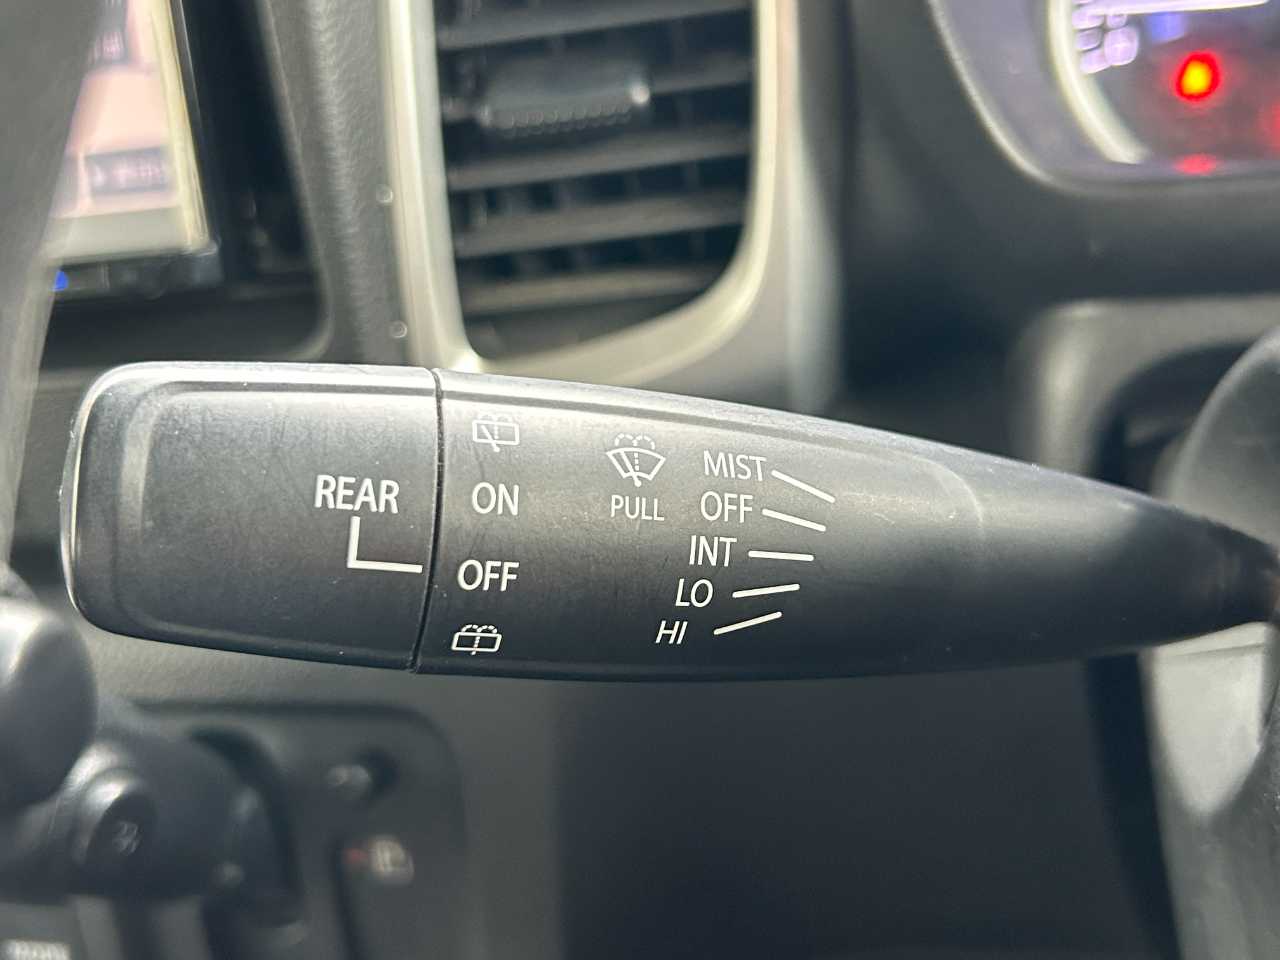 REAR
ON
OFF
PULL
MIST
OFF
INT
LO
HI